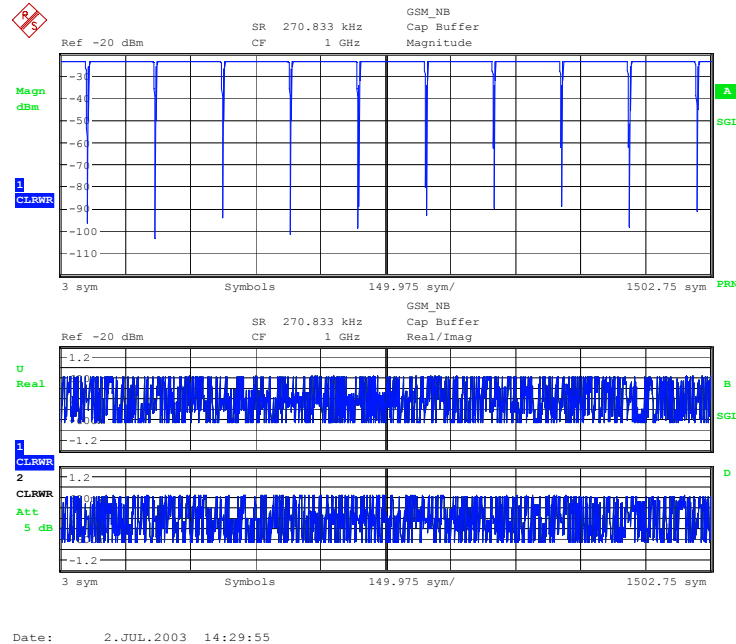 R S
GSM_NB
SR 270.833 kHz Cap Buffer
Ref -20 dBm CF 1 GHz Magnitude
-30
Magn
A
dBm
-40
-50
SGL
-60
-70
1
-80
CLRWR
-90
-100
-110
3 sym Symbols 149.975 sym/ 1502.75 sym
PRN
GSM_NB
SR 270.833 kHz Cap Buffer
Ref -20 dBm CF 1 GHz Real/Imag
1.2
U
Real
B
SGL
-1.2
1
CLRWR
2
CLRWR
1.2
D
Att
5 dB
-1.2
3 sym Symbols 149.975 sym/ 1502.75 sym
Date: 2.JUL.2003 14:29:55